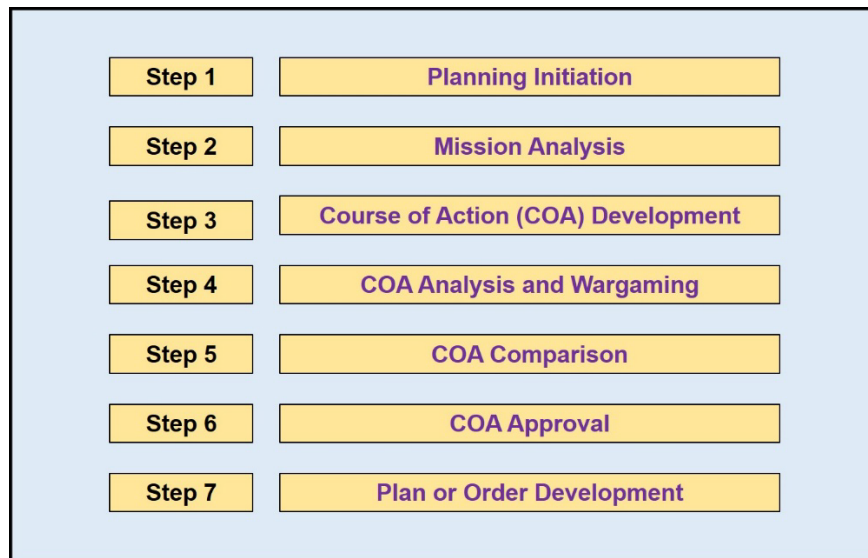 Step 1 Planning Initiation
Step 2 Mission Analysis
Step 3 Course of Action (COA) Development
Step 4 COA Analysis and Wargaming
Step 5 COA Comparison
Step 6 COA Approval
Step 7 Plan or Order Development